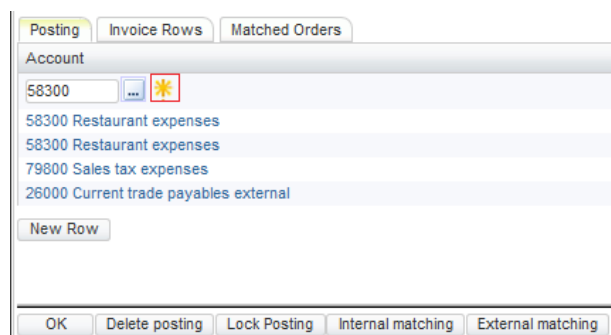 Posting Invoice Rows Matched Orders
Account
58300 ...
58300 Restaurant expenses
58300 Restaurant expenses
79800 Sales tax expenses
26000 Current trade payables external
New Row
OK Delete posting Lock Posting Internal matching External matching